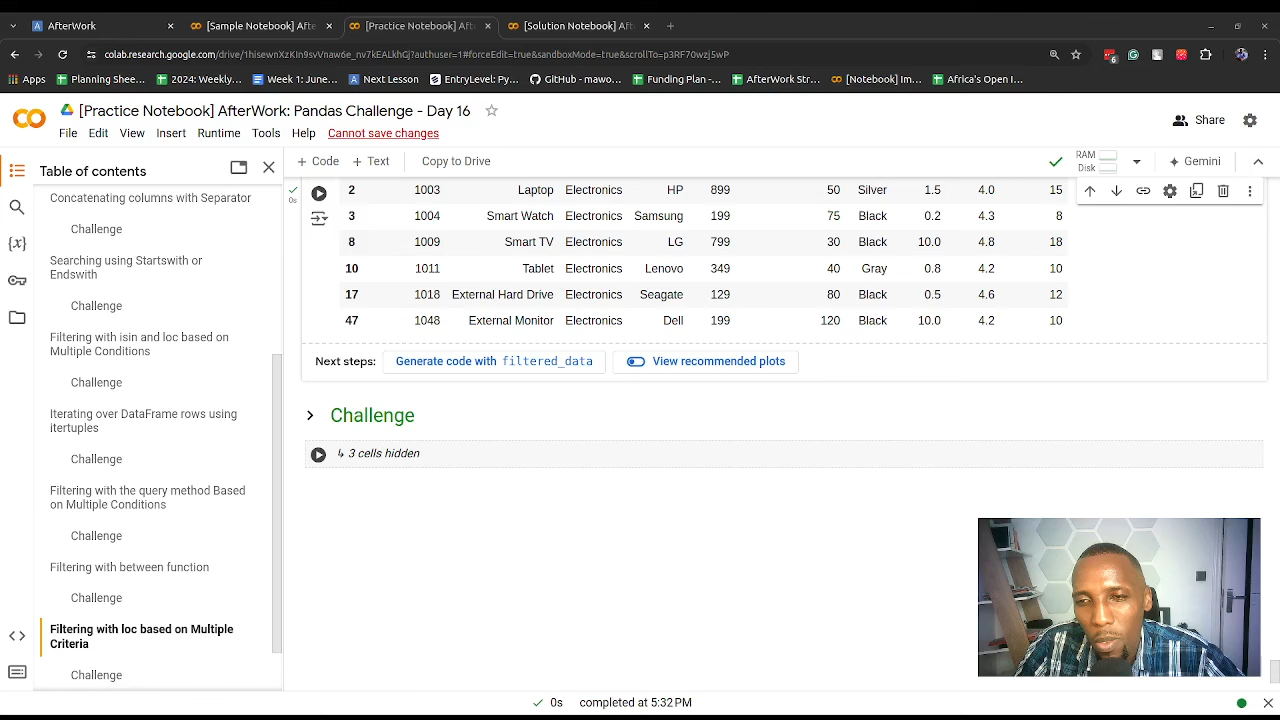 AfterWork
[Sample Notebook] Afte
[Practice Notebook] Afte
[Solution Notebook] Afte
colab.research.google.com/drive/
?authuser=1#forceEdit=true&sandboxMode=true&scrollTo=p3RF70wzj5wP
6
Apps
Planning Shee...
2024: Weekly...
Week 1: June...
Next Lesson
EntryLevel: Py...
GitHub - mawo...
Funding Plan -...
AfterWork Str...
[Notebook] Im...
Africa's Open I...
[Practice Notebook] AfterWork: Pandas Challenge - Day 16
Share
File Edit View Insert Runtime Tools Help Cannot save changes
Table of contents
+ Code + Text Copy to Drive
RAM
Disk
Gemini
Concatenating columns with Separator
Challenge
Searching using Startswith or
Endswith
Challenge
Filtering with isin and loc based on
Multiple Conditions
Challenge
Iterating over DataFrame rows using
itertuples
Challenge
Filtering with the query method Based
on Multiple Conditions
Challenge
Filtering with between function
Challenge
Filtering with loc based on Multiple
Criteria
Challenge
0s
2 1003 Laptop Electronics HP 899 50 Silver 1.5 4.0 15
3 1004 Smart Watch Electronics Samsung 199 75 Black 0.2 4.3 8
8 1009 Smart TV Electronics LG 799 30 Black 10.0 4.8 18
10 1011 Tablet Electronics Lenovo 349 40 Gray 0.8 4.2 10
17 1018 External Hard Drive Electronics Seagate 129 80 Black 0.5 4.6 12
47 1048 External Monitor Electronics Dell 199 120 Black 10.0 4.2 10
Next steps: Generate code with filtered_data View recommended plots
Challenge
↳ 3 cells hidden
0s completed at 5:32 PM